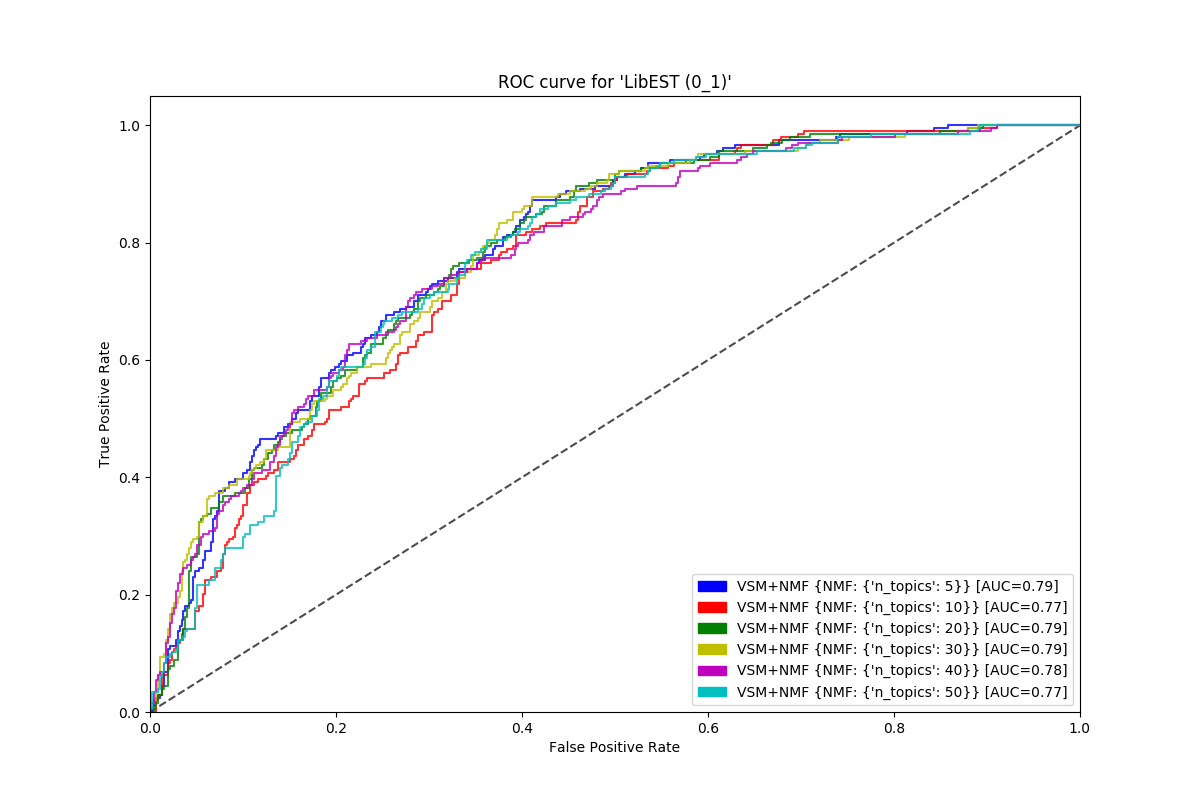 ROC curve for 'LibEST (0_1)'
1.0
0.8
0.6
0.4
0.2
0.0
True Positive Rate
VSM+NMF {NMF: {'n_topics': 5}} [AUC=0.79]
VSM+NMF {NMF: {'n_topics': 10}} [AUC=0.77]
VSM+NMF {NMF: {'n_topics': 20}} [AUC=0.79]
VSM+NMF {NMF: {'n_topics': 30}} [AUC=0.79]
VSM+NMF {NMF: {'n_topics': 40}} [AUC=0.78]
VSM+NMF {NMF: {'n_topics': 50}} [AUC=0.77]
0.0 0.2 0.4 0.6 0.8 1.0
False Positive Rate